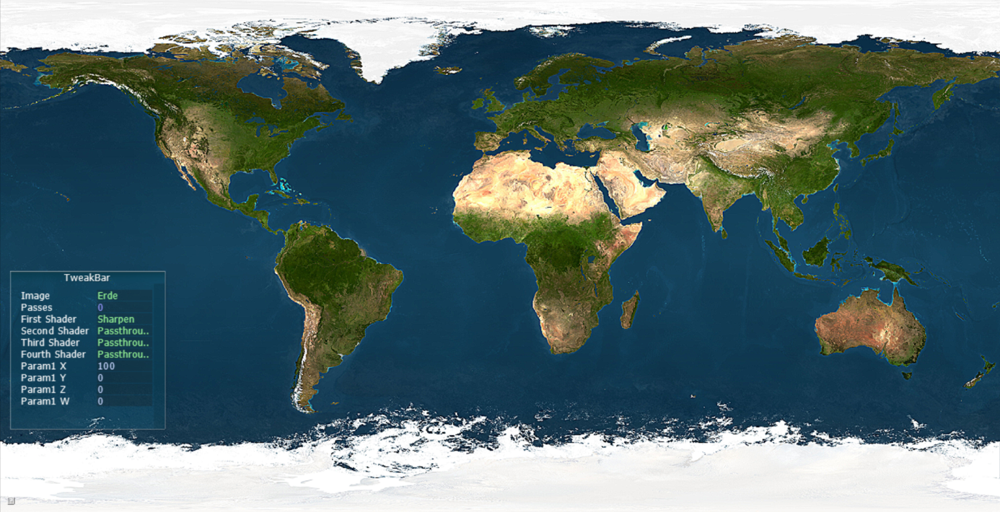 TweakBar
Image Erde
Passes 0
First Shader Sharpen
Second Shader Passthrou..
Third Shader Passthrou..
Fourth Shader Passthrou..
Param1 X 100
Param1 Y 0
Param1 Z 0
Param1 W 0